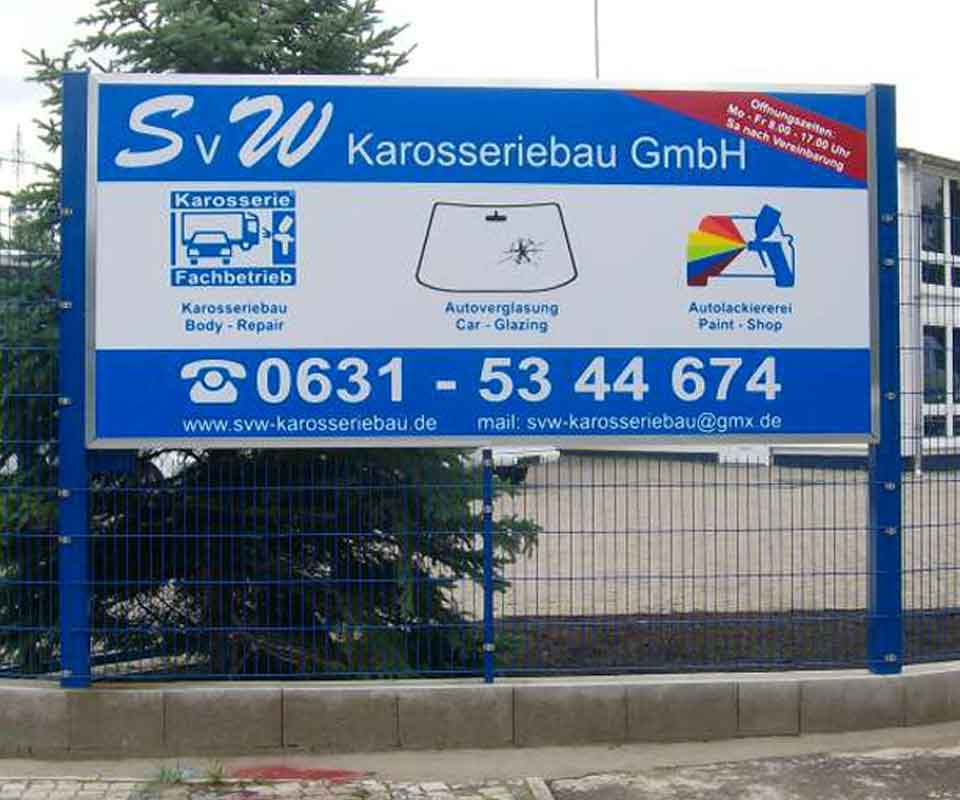 SvW Karosseriebau GmbH
Öffnungszeiten:
Mo - Fr 8.00 - 17.00 Uhr
Sa nach Vereinbarung
Karosserie
Fachbetrieb
Karosseriebau
Body - Repair
Autoverglasung
Car - Glazing
Autolackiererei
Paint - Shop
0631 - 53 44 674
www.svw-karosseriebau.de mail: svw-karosseriebau@gmx.de